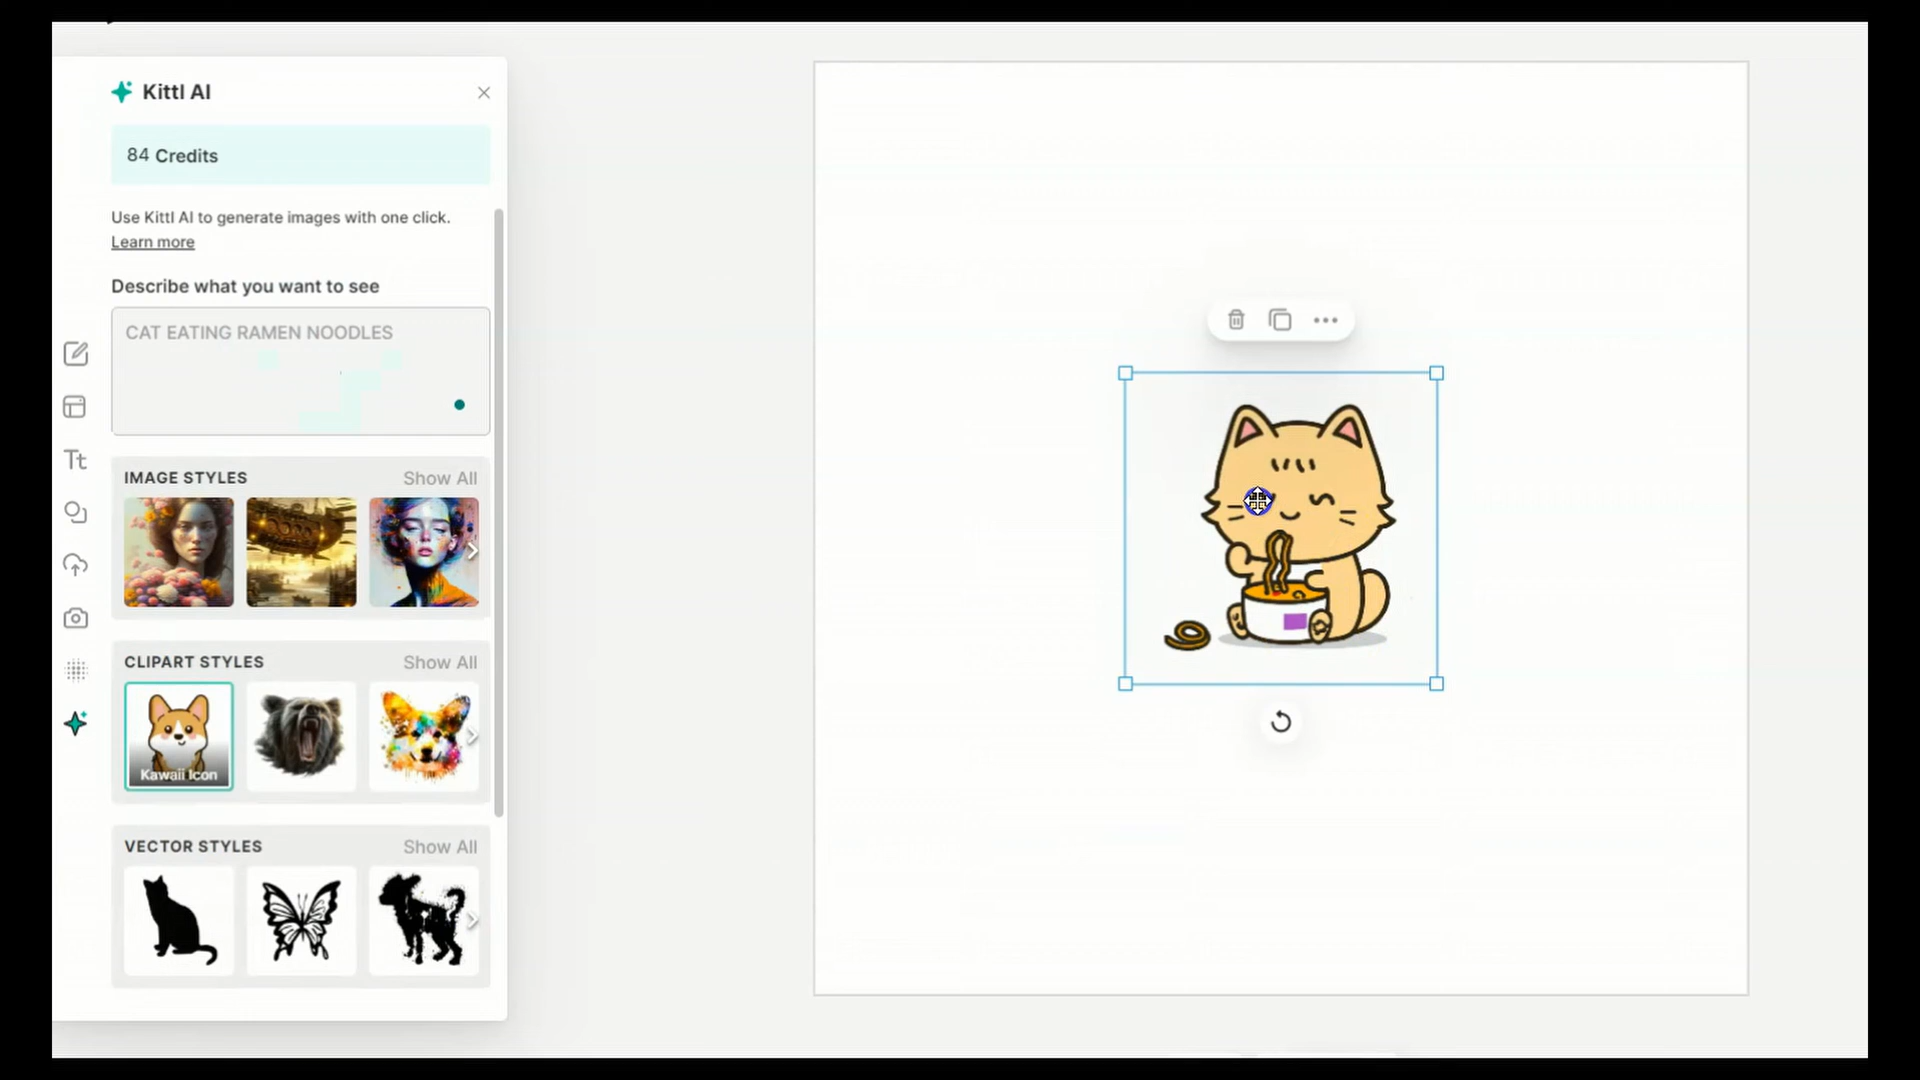 Kittl AI
84 Credits
Use Kittl AI to generate images with one click.
Learn more
Describe what you want to see
CAT EATING RAMEN NOODLES
Tt
IMAGE STYLES Show All
CLIPART STYLES Show All
Kawaii Icon
VECTOR STYLES Show All